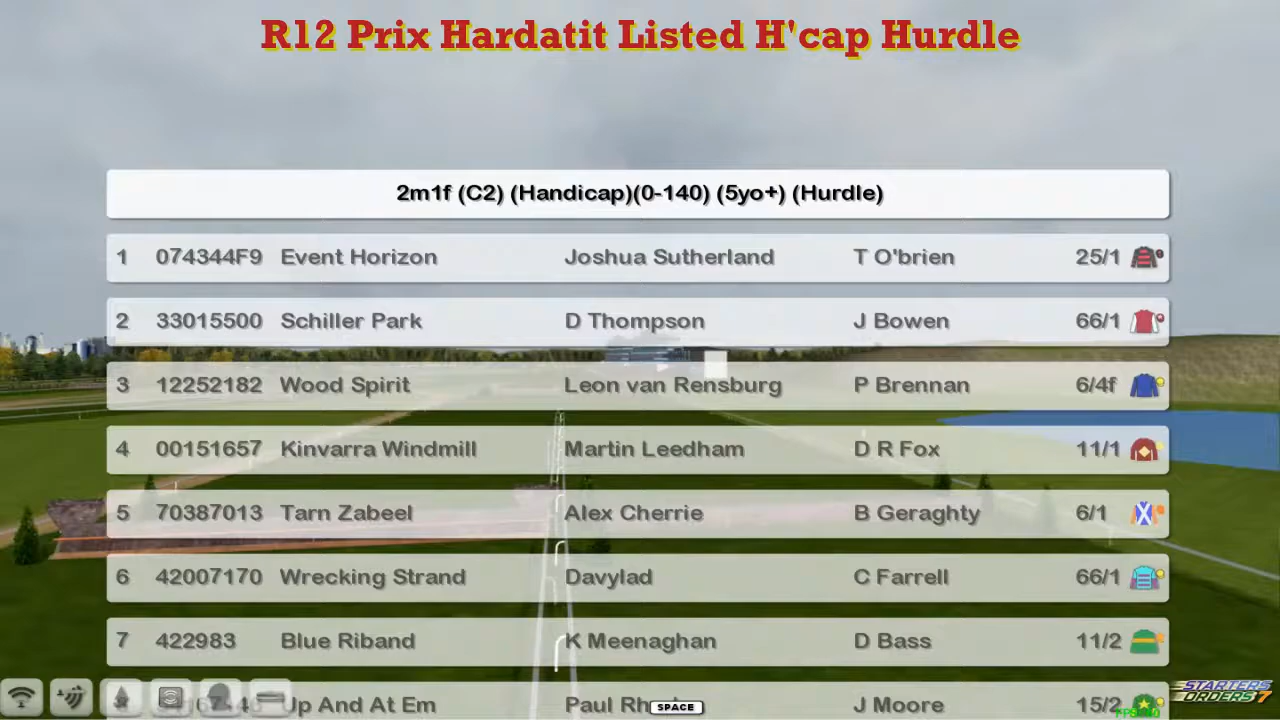 R12 Prix Hardatit Listed H'cap Hurdle
2m1f (C2) (Handicap)(0-140) (5yo+) (Hurdle)
1 074344F9 Event Horizon Joshua Sutherland T O'brien 25/1
2 33015500 Schiller Park D Thompson J Bowen 66/1
3 12252182 Wood Spirit Leon van Rensburg P Brennan 6/4f
4 00151657 Kinvarra Windmill Martin Leedham D R Fox 11/1
5 70387013 Tarn Zabeel Alex Cherrie B Geraghty 6/1
6 42007170 Wrecking Strand Davylad C Farrell 66/1
7 422983 Blue Riband K Meenaghan D Bass 11/2
Up And At Em Paul J Moore 15/2
SPACE
STARTERS
ORDERS 7